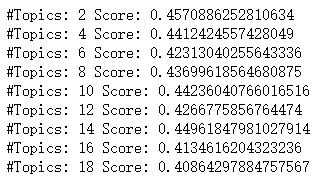 #Topics: 2 Score: 0.4570886252810634
#Topics: 4 Score: 0.4412424557428049
#Topics: 6 Score: 0.42313040255643336
#Topics: 8 Score: 0.43699618564680875
#Topics: 10 Score: 0.44236040766016516
#Topics: 12 Score: 0.4266775856764474
#Topics: 14 Score: 0.44961847981027914
#Topics: 16 Score: 0.4134616204323236
#Topics: 18 Score: 0.40864297884757567